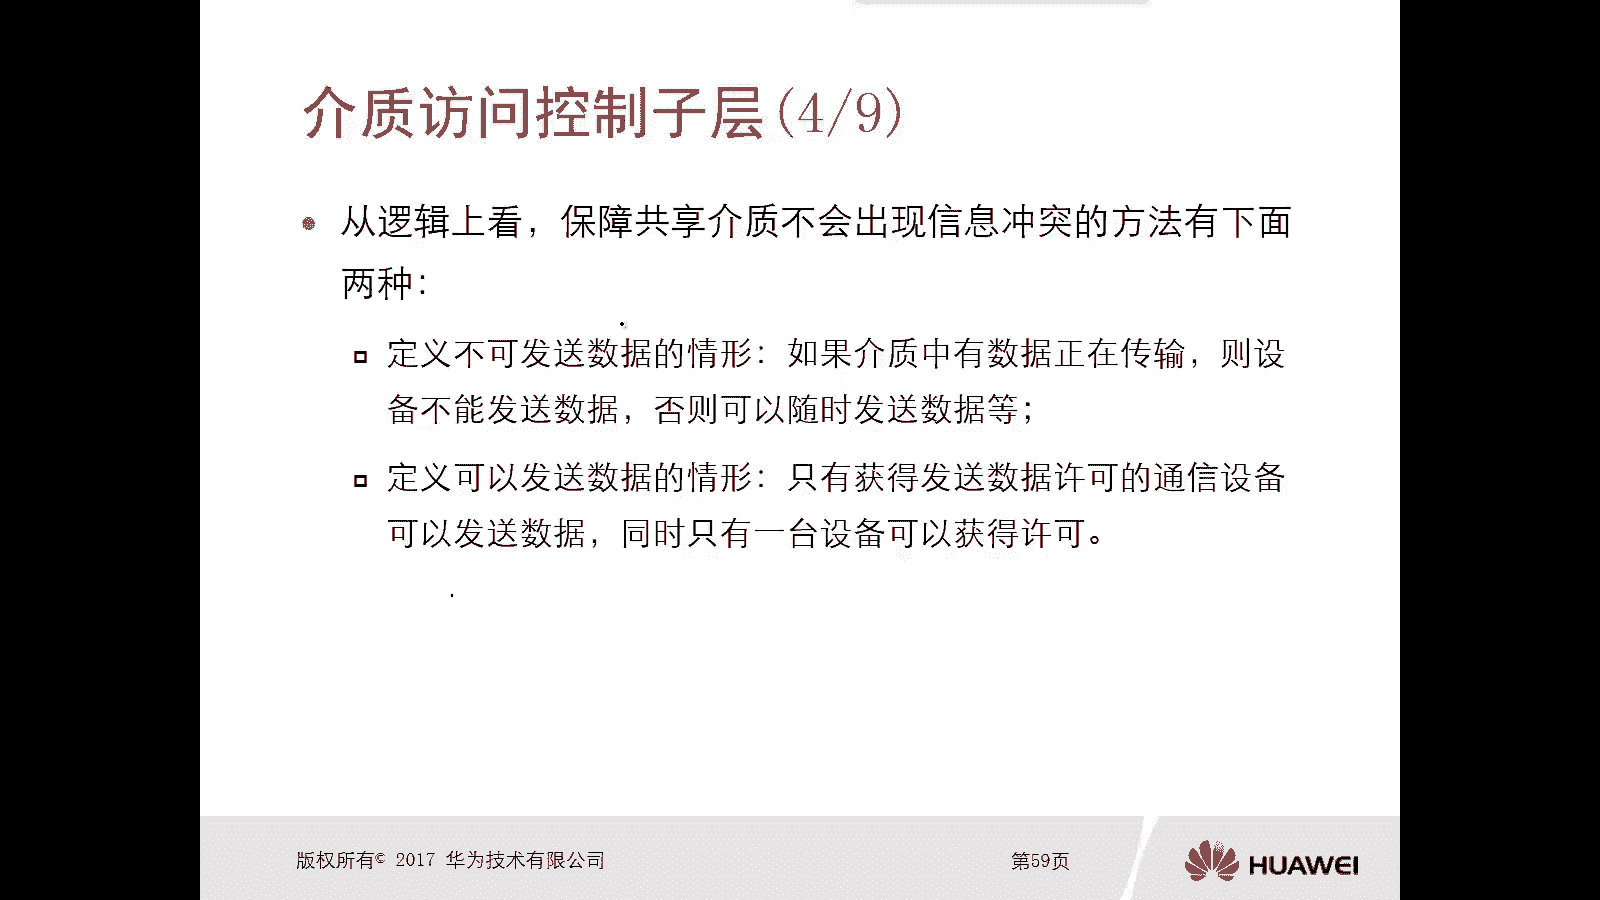 介质访问控制子层(4/9)
从逻辑上看，保障共享介质不会出现信息冲突的方法有下面
两种：
定义不可发送数据的情形：如果介质中有数据正在传输，则设
备不能发送数据，否则可以随时发送数据等；
定义可以发送数据的情形：只有获得发送数据许可的通信设备
可以发送数据，同时只有一台设备可以获得许可。
版权所有© 2017 华为技术有限公司
第59页
HUAWEI